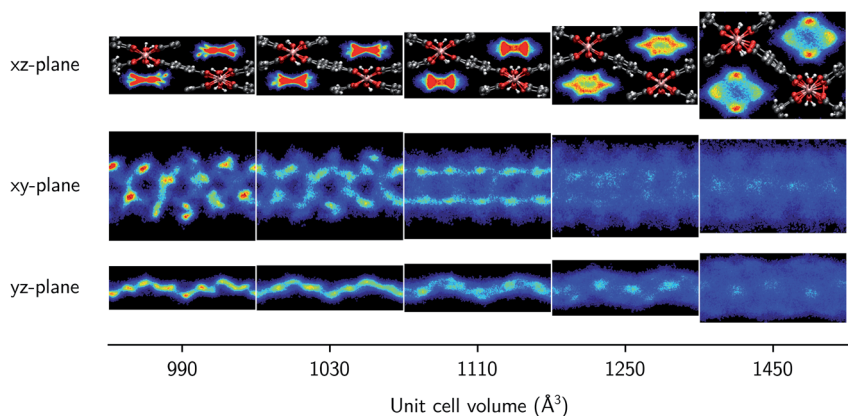 xz-plane
xy-plane
yz-plane
990 1030 1110 1250 1450
Unit cell volume (Å³)